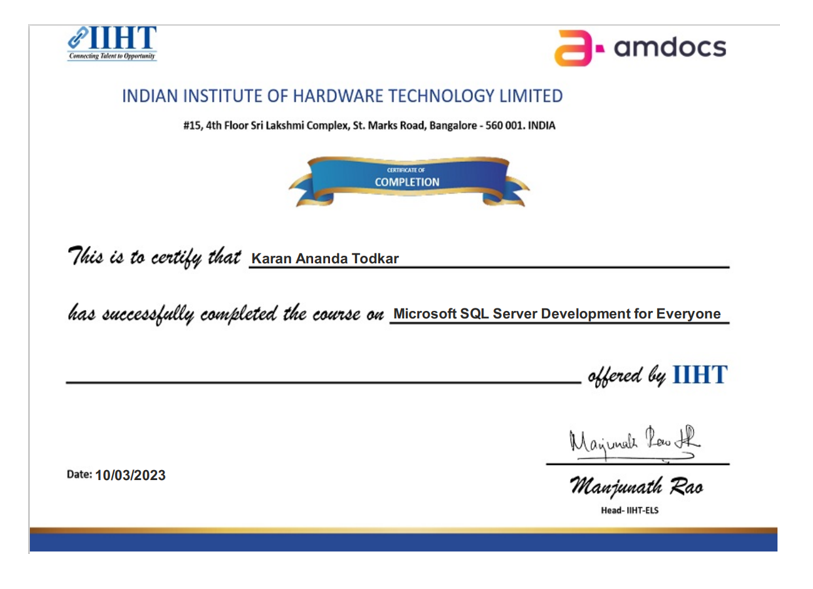 IIHT
Connecting Talent to Opportunity
amdocs
INDIAN INSTITUTE OF HARDWARE TECHNOLOGY LIMITED
#15, 4th Floor Sri Lakshmi Complex, St. Marks Road, Bangalore - 560 001. INDIA
CERTIFICATE OF
COMPLETION
This is to certify that Karan Ananda Todkar
has successfully completed the course on Microsoft SQL Server Development for Everyone
offered by IIHT
Manjunath Rao
Date: 10/03/2023
Manjunath Rao
Head- IIHT-ELS